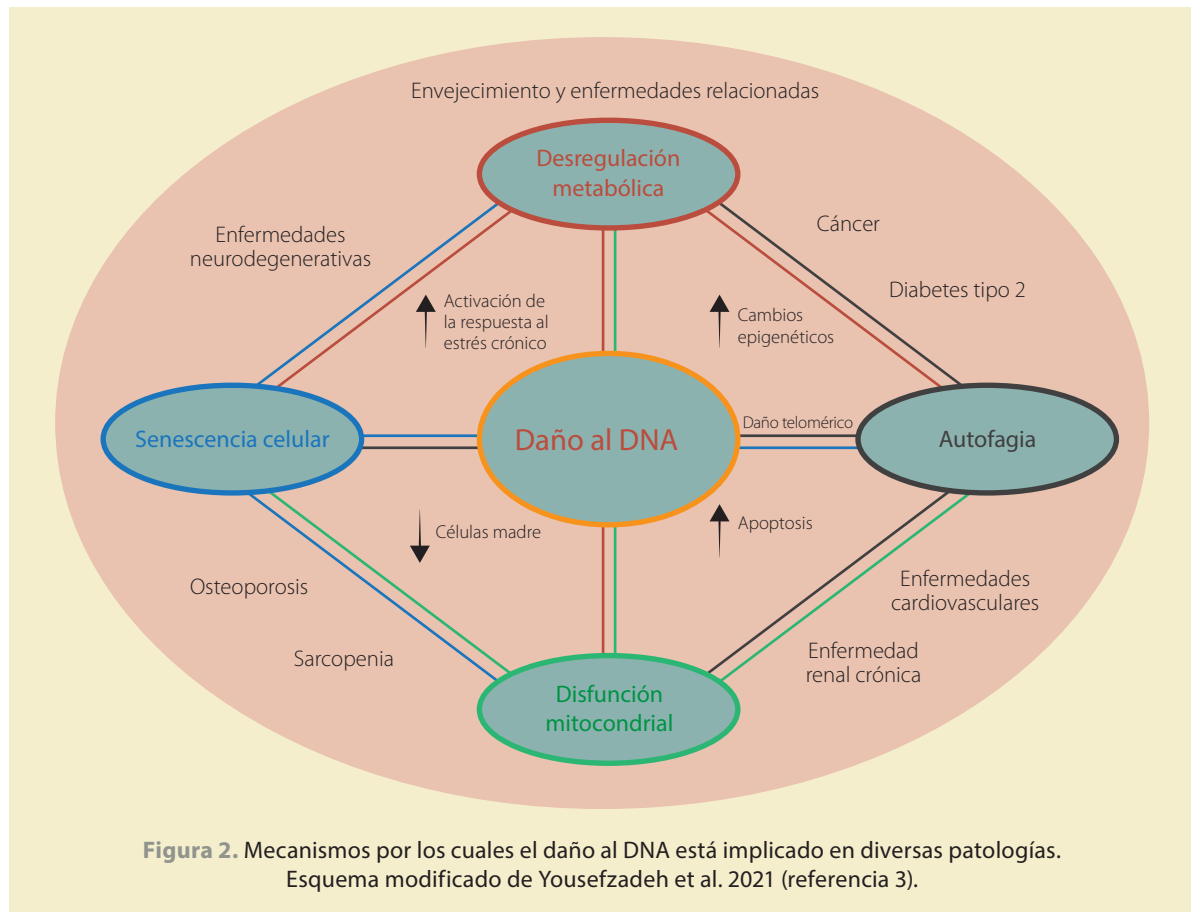 Envejecimiento y enfermedades relacionadas
Desregulación
metabólica
Enfermedades
neurodegenerativas
Cáncer
Diabetes tipo 2
Activación de
la respuesta al
estrés crónico
Cambios
epigenéticos
Senescencia celular
Daño al DNA
Daño telomérico
Autofagia
Células madre
Apoptosis
Osteoporosis
Sarcopenia
Enfermedades
cardiovasculares
Enfermedad
renal crónica
Disfunción
mitocondrial
Figura 2. Mecanismos por los cuales el daño al DNA está implicado en diversas patologías.
Esquema modificado de Yousefzadeh et al. 2021 (referencia 3).